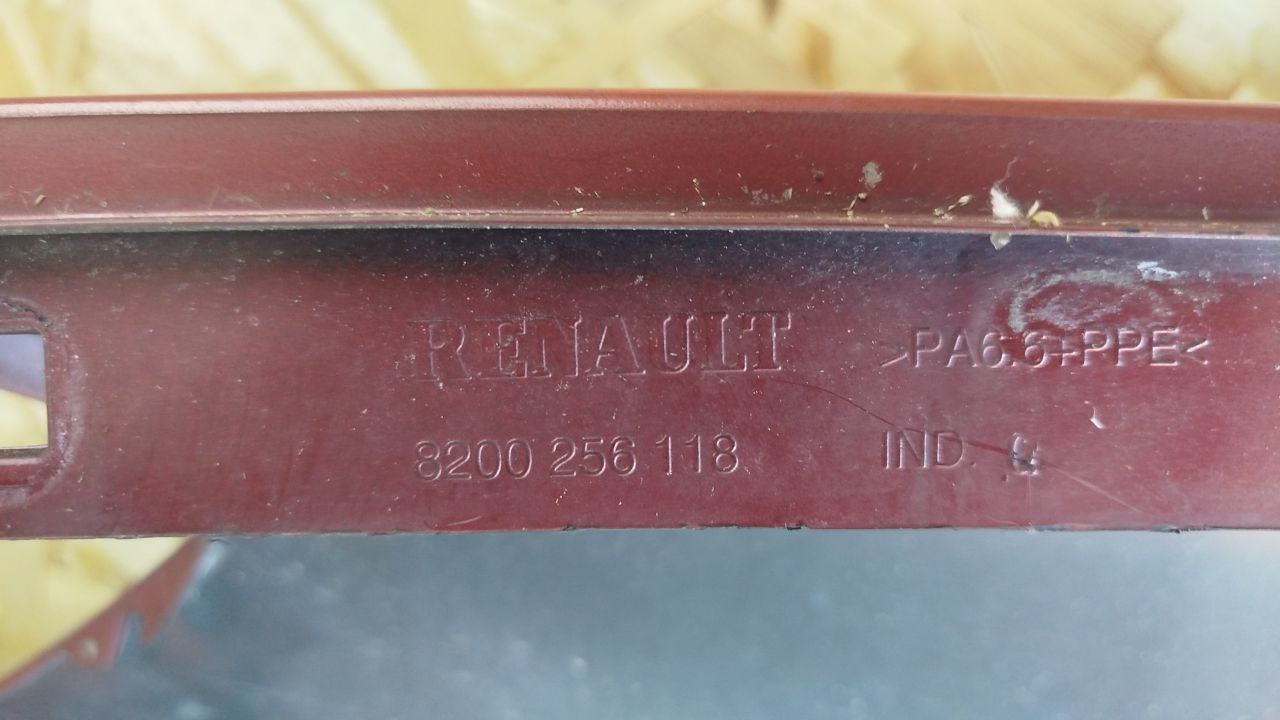 RENAULT
>PA6.6+PPE<
8200 256 118
IND.